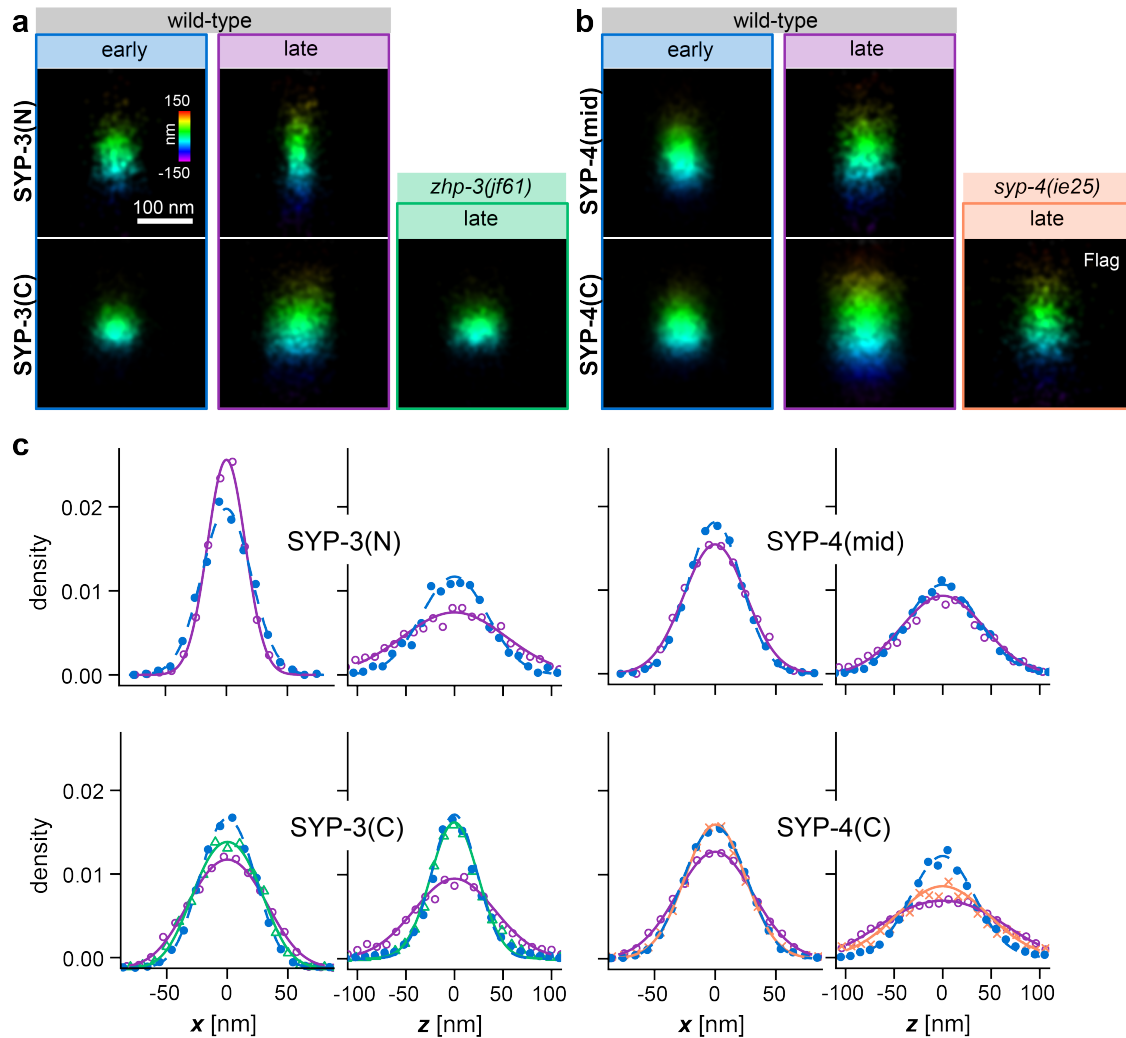 a
wild-type
early
late
SYP-3(N)
150
nm
-150
100 nm
zhp-3(jf61)
late
SYP-3(C)
b
wild-type
early
late
SYP-4(mid)
syp-4(ie25)
late
Flag
SYP-4(C)
c
density
0.02
0.01
0.00
SYP-3(N)
SYP-4(mid)
density
0.02
0.01
0.00
SYP-3(C)
SYP-4(C)
-50 0 50
-100 -50 0 50 100
-50 0 50
-100 -50 0 50 100
x [nm]
z [nm]
x [nm]
z [nm]